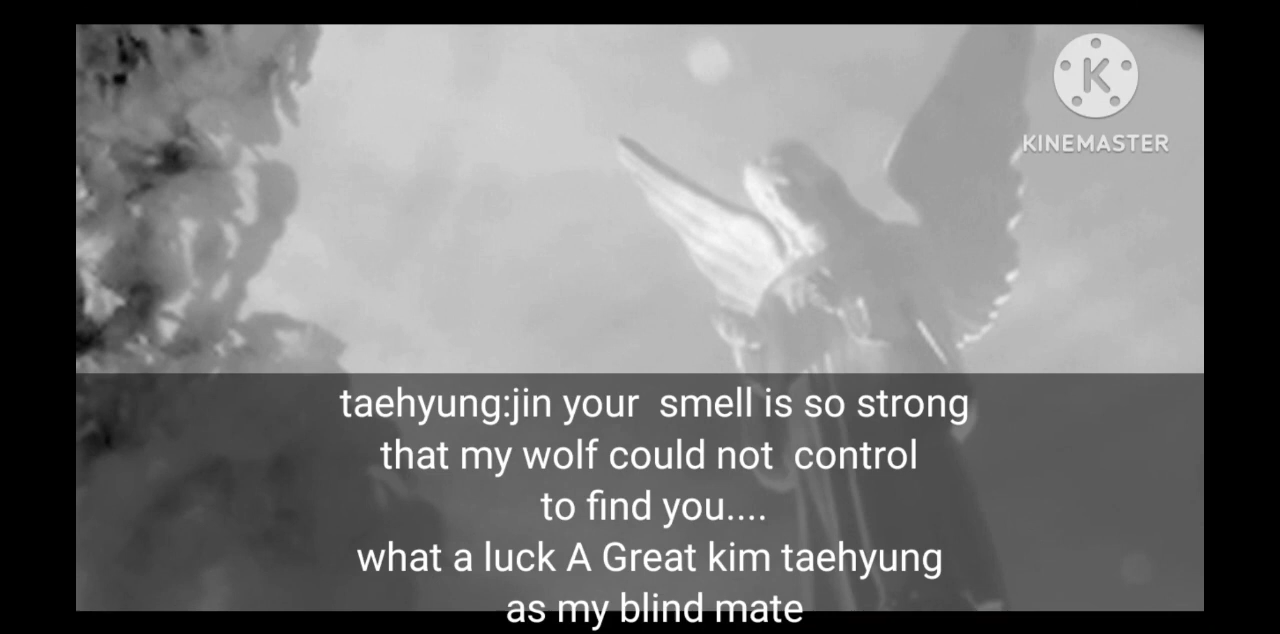 K
KINEMASTER
taehyung:jin your  smell is so strong
that my wolf could not  control
to find you....
what a luck A Great kim taehyung
as my blind mate